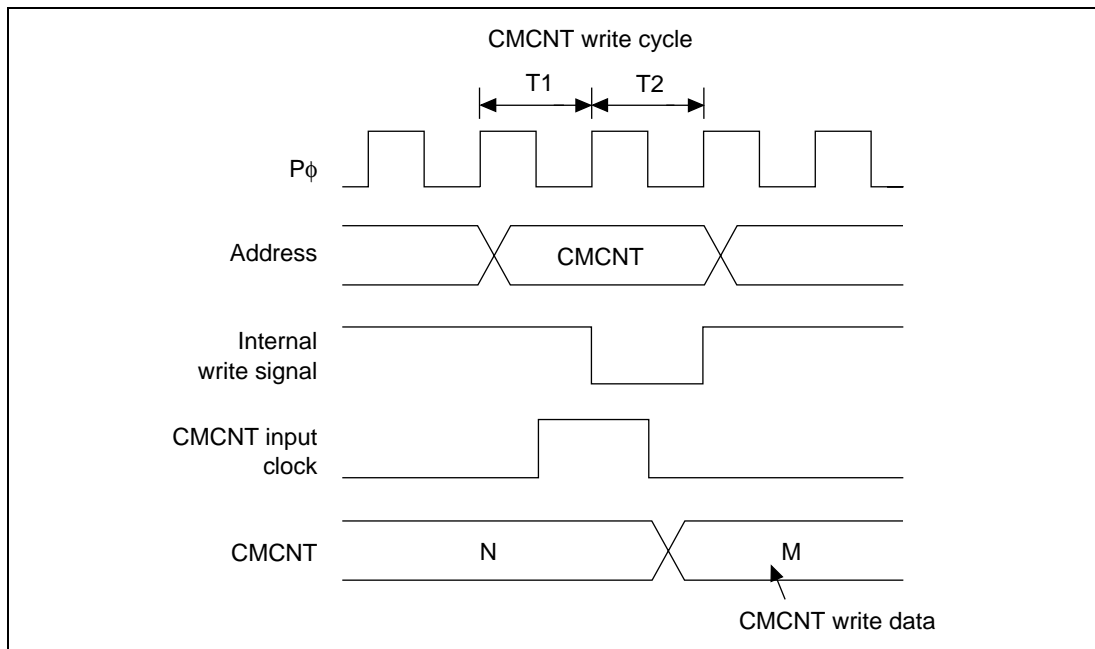 CMCNT write cycle
T1 T2
Pϕ
Address
CMCNT
Internal
write signal
CMCNT input
clock
CMCNT
N M
CMCNT write data